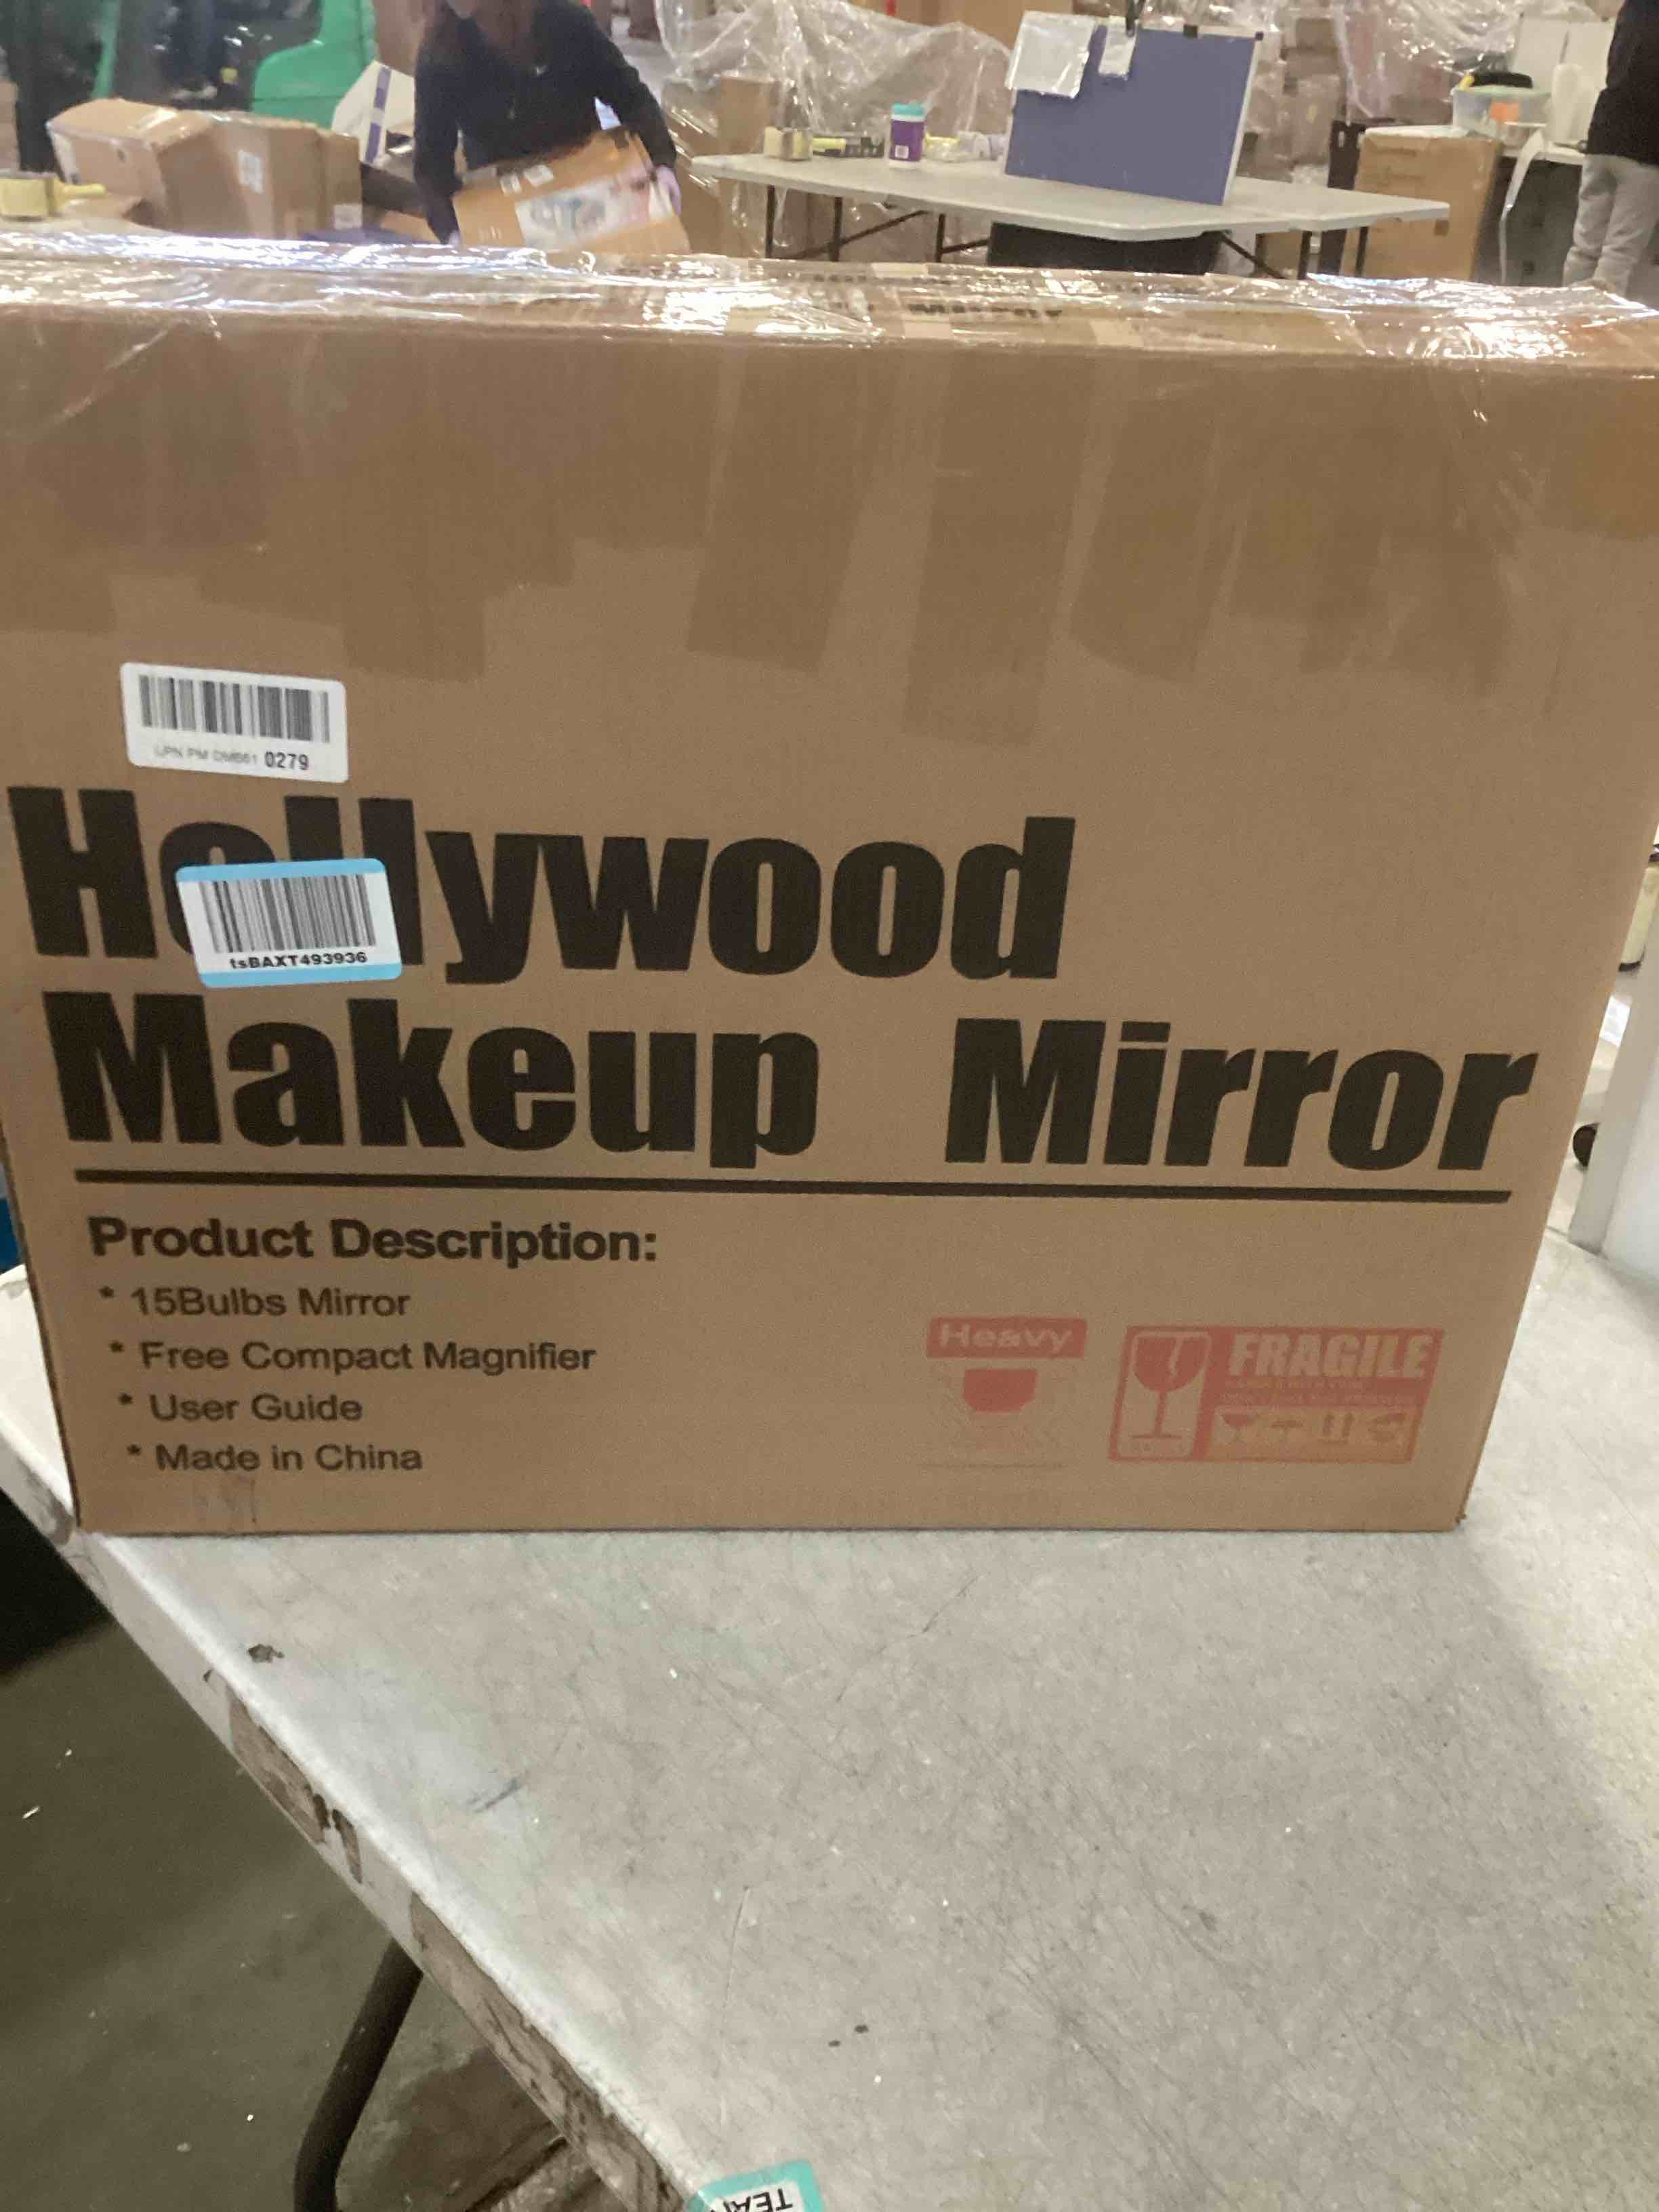 0279
Hollywood
tsBAXT493936
Makeup Mirror
Product Description:
* 15Bulbs Mirror
* Free Compact Magnifier
* User Guide
* Made in China
Heavy
FRAGILE
TEA